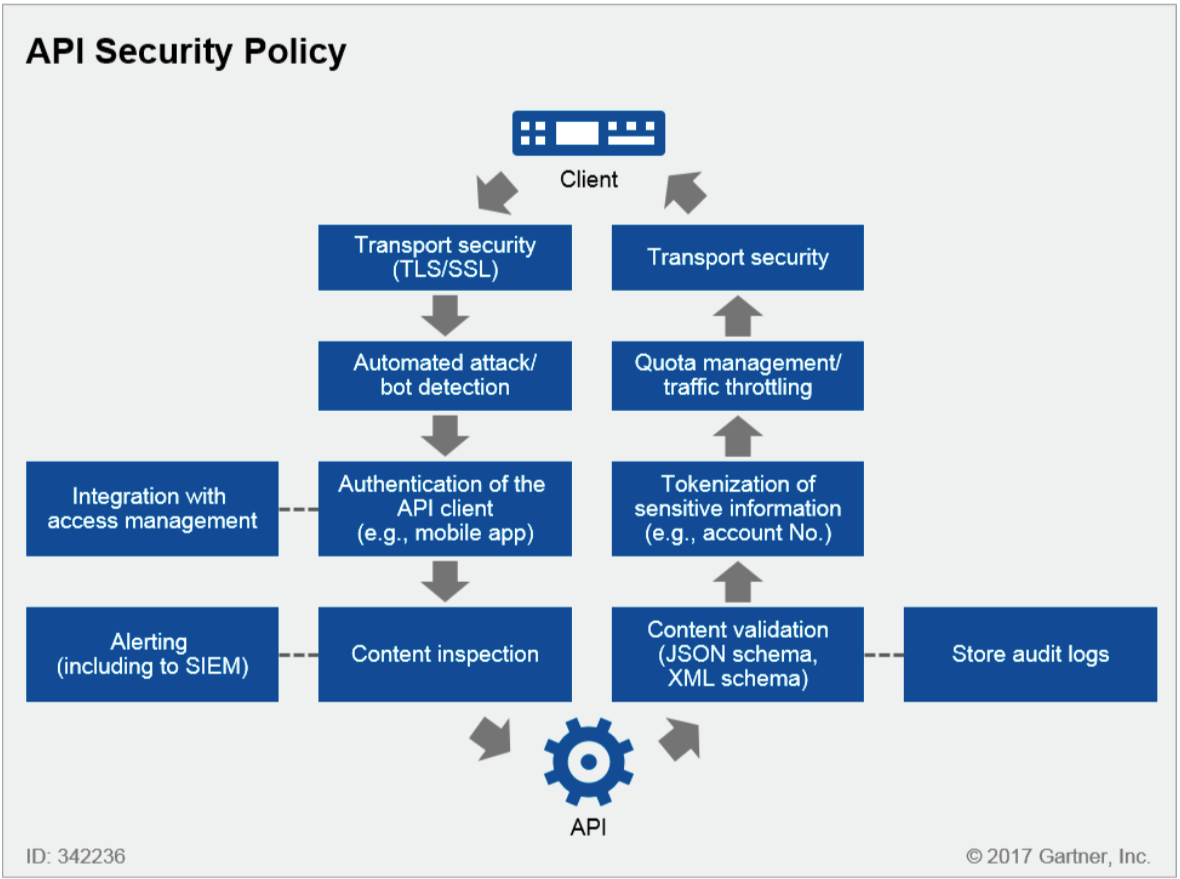 API Security Policy
Client
Transport security
(TLS/SSL)
Transport security
Automated attack/
bot detection
Quota management/
traffic throttling
Integration with
access management
Authentication of the
API client
(e.g., mobile app)
Tokenization of
sensitive information
(e.g., account No.)
Alerting
(including to SIEM)
Content inspection
Content validation
(JSON schema,
XML schema)
Store audit logs
API
ID: 342236
© 2017 Gartner, Inc.